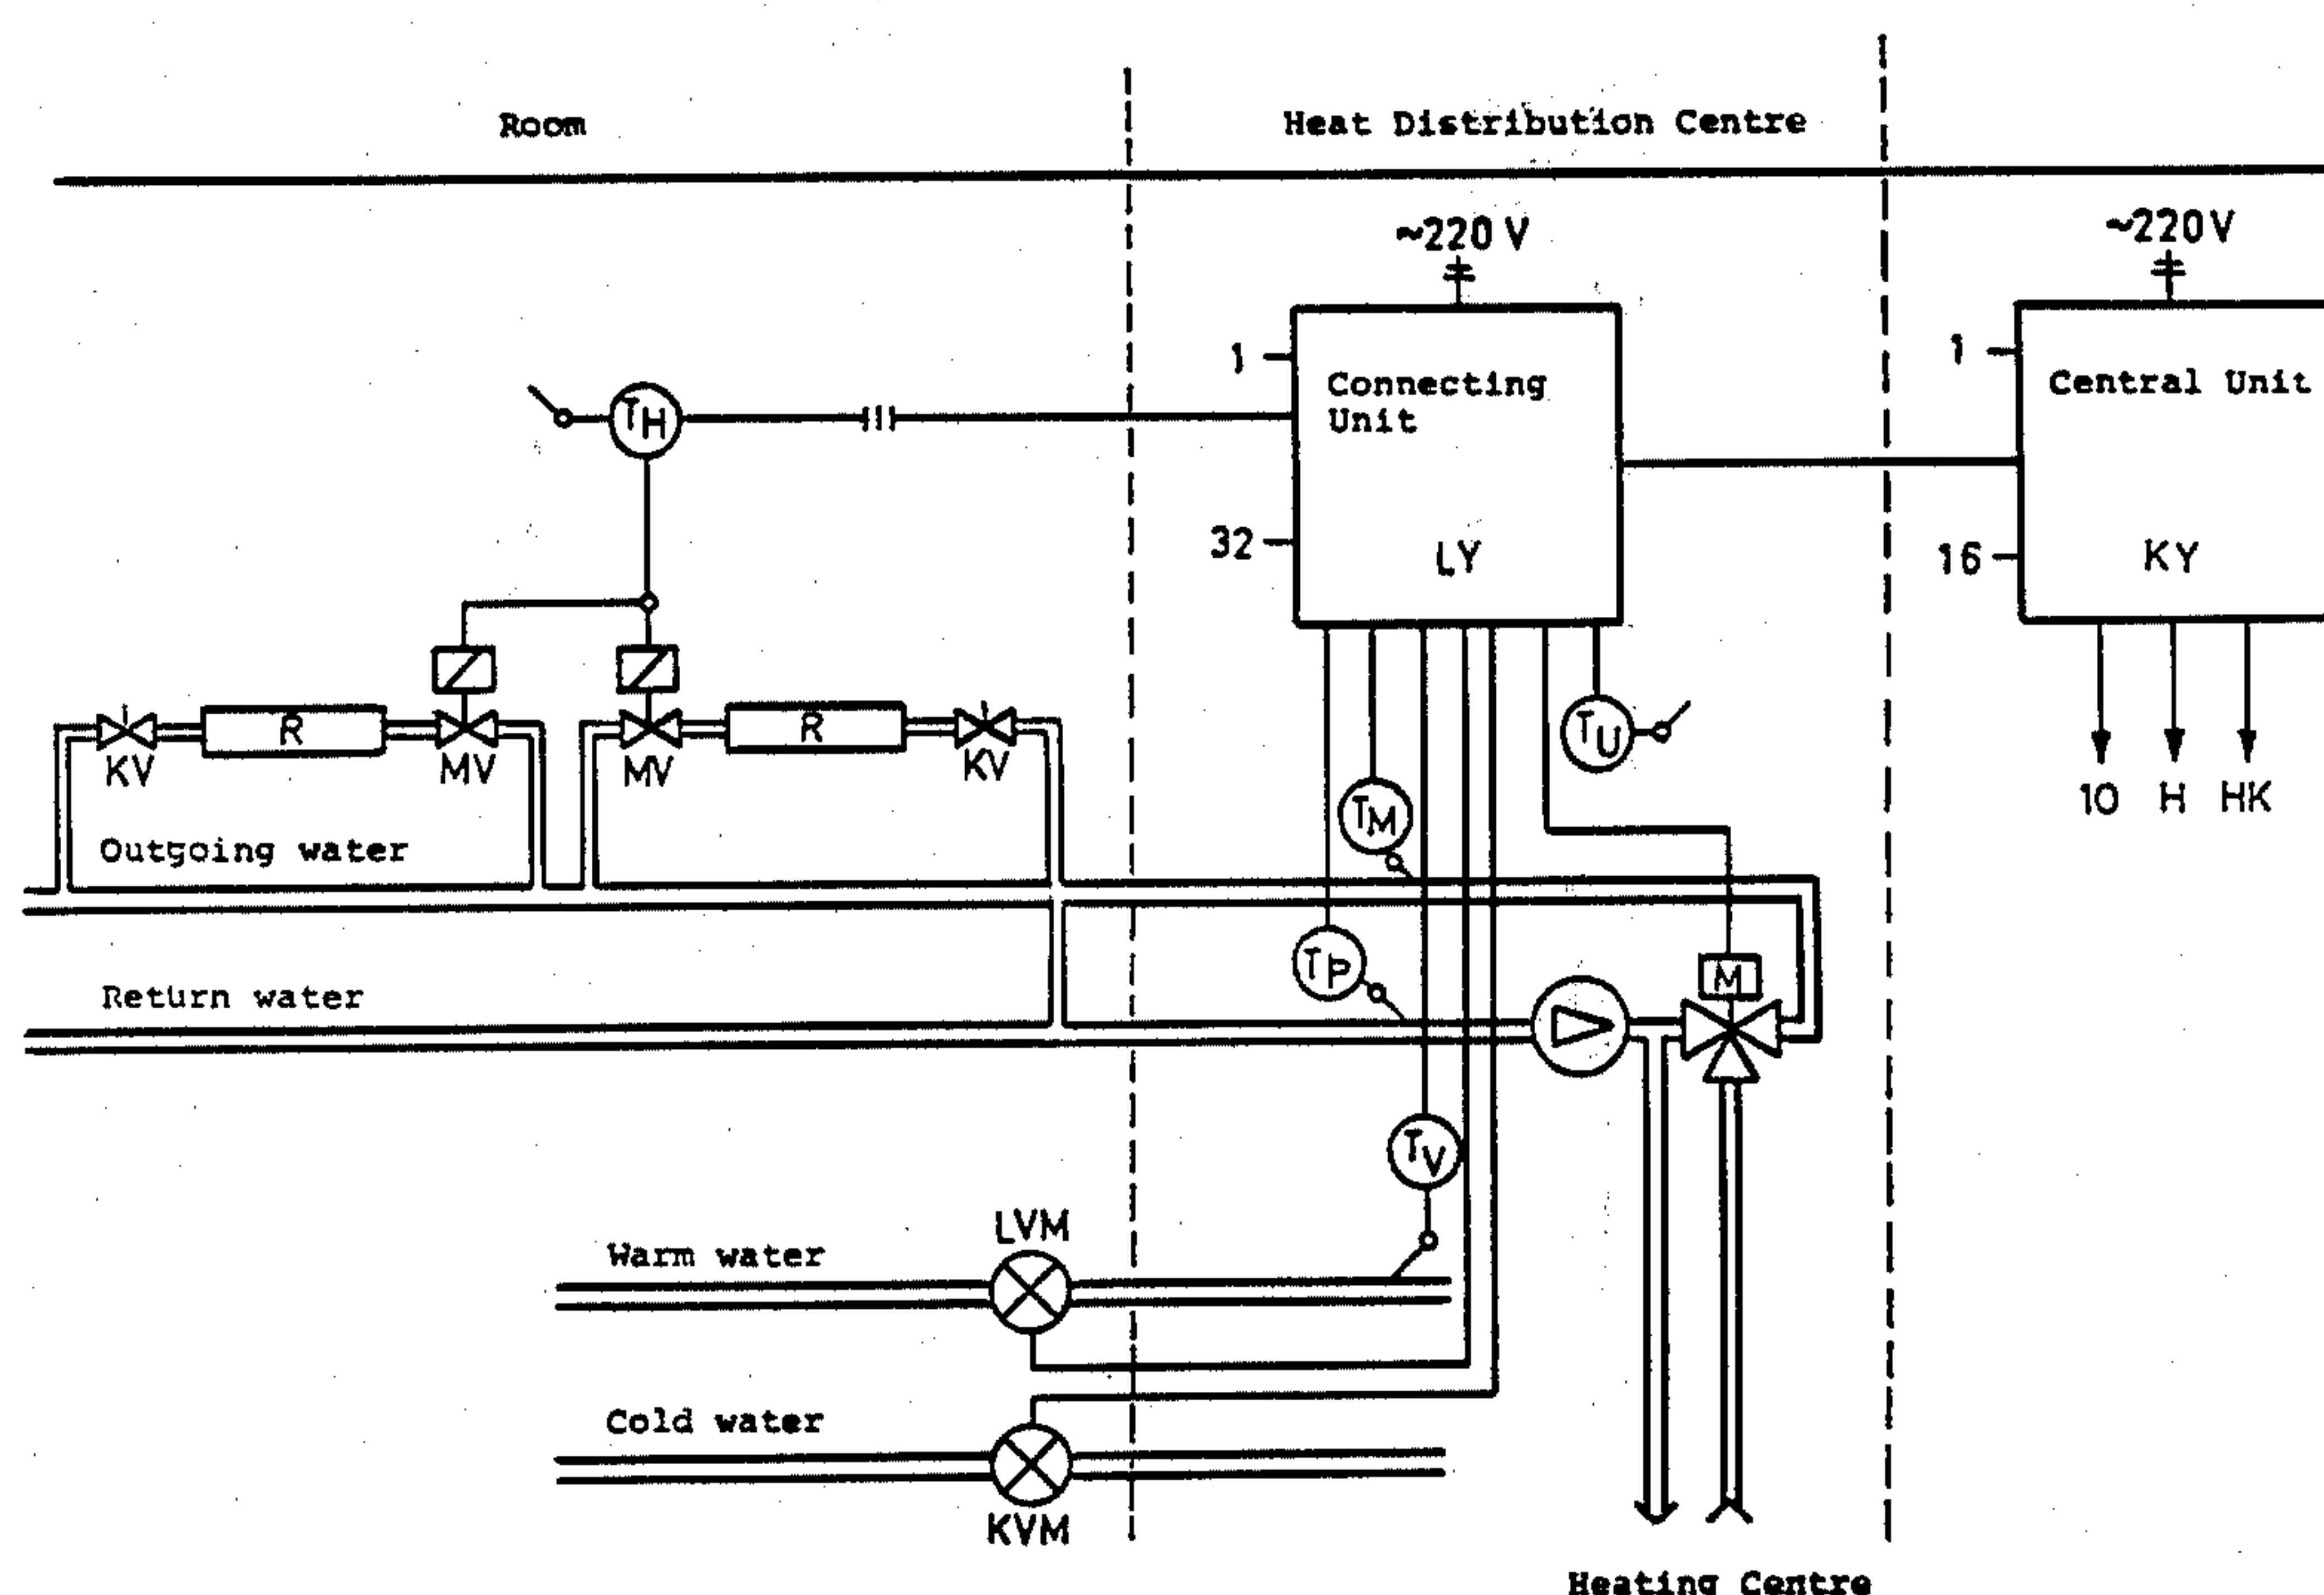 Room
Heat Distribution Centre
~220 V
~220 V
1
Connecting
Unit
32
LY
1
Central Unit
16
KY
TH
R
R
KV
MV
MV
KV
TU
TM
10 H HK
Outgoing water
TP
M
Return water
TV
LVM
Warm water
Cold water
KVM
Heating Centre